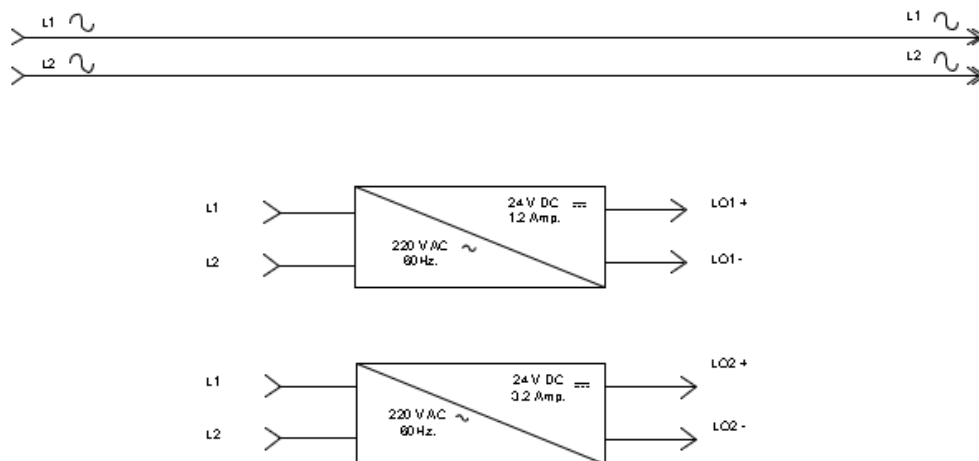 L1 L1
L2 L2
L1 24 V DC LO1 +
1.2 Amp.
220 V AC
60 Hz.
L2 LO1 -
L1 24 V DC LO2 +
3.2 Amp.
220 V AC
60 Hz.
L2 LO2 -